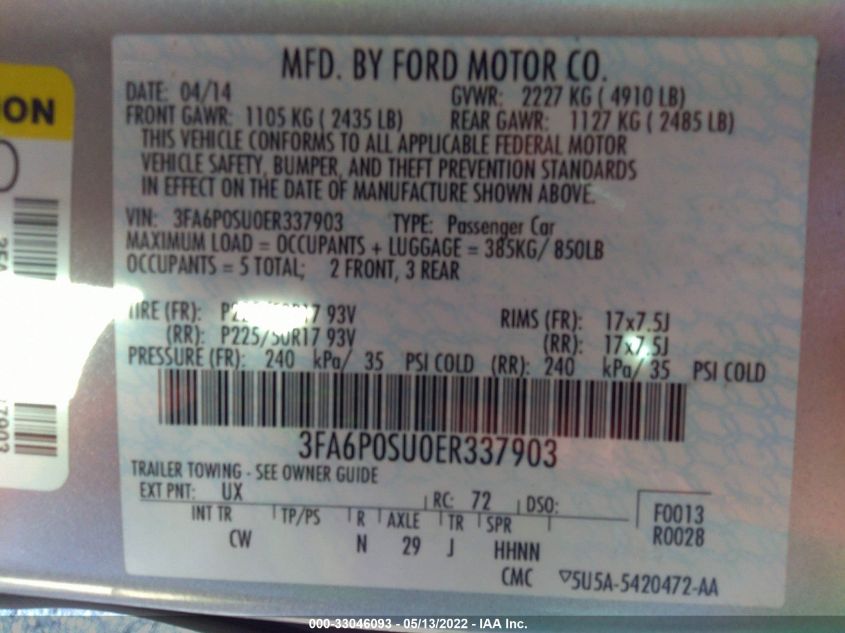 MFD. BY FORD MOTOR CO.
DATE: 04/14 GVWR: 2227 KG ( 4910 LB)
FRONT GAWR: 1105 KG ( 2435 LB) REAR GAWR: 1127 KG ( 2485 LB)
THIS VEHICLE CONFORMS TO ALL APPLICABLE FEDERAL MOTOR
VEHICLE SAFETY, BUMPER, AND THEFT PREVENTION STANDARDS
IN EFFECT ON THE DATE OF MANUFACTURE SHOWN ABOVE.
VIN: 3FA6P0SU0ER337903 TYPE: Passenger Car
MAXIMUM LOAD = OCCUPANTS + LUGGAGE = 385KG/ 850LB
OCCUPANTS = 5 TOTAL; 2 FRONT, 3 REAR
TIRE (FR): 93V RIMS (FR): 17x7.5J
(RR): P225/50R17 93V (RR): 17x7.5J
PRESSURE (FR): 240 kPa/ 35 PSI COLD (RR): 240 kPa/ 35 PSI COLD
3FA6P0SU0ER337903
TRAILER TOWING - SEE OWNER GUIDE
EXT PNT: UX RC: 72 DSO:
INT TR TP/PS R AXLE TR SPR F0013
CW N 29 J HHNN R0028
CMC ▽5U5A-5420472-AA
000-33046093 - 05/13/2022 - IAA Inc.